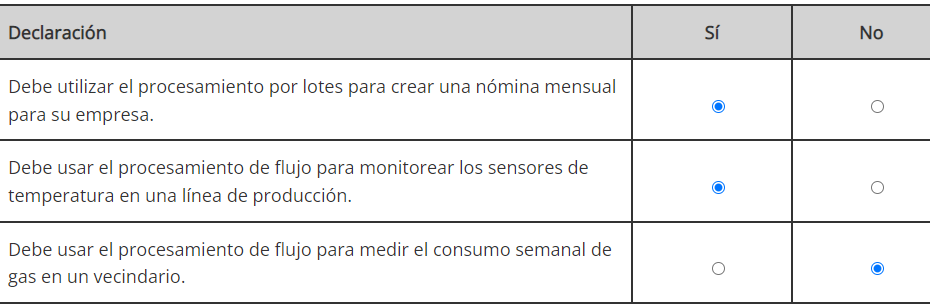 Declaración Sí No
Debe utilizar el procesamiento por lotes para crear una nómina mensual
para su empresa.
Debe usar el procesamiento de flujo para monitorear los sensores de
temperatura en una línea de producción.
Debe usar el procesamiento de flujo para medir el consumo semanal de
gas en un vecindario.